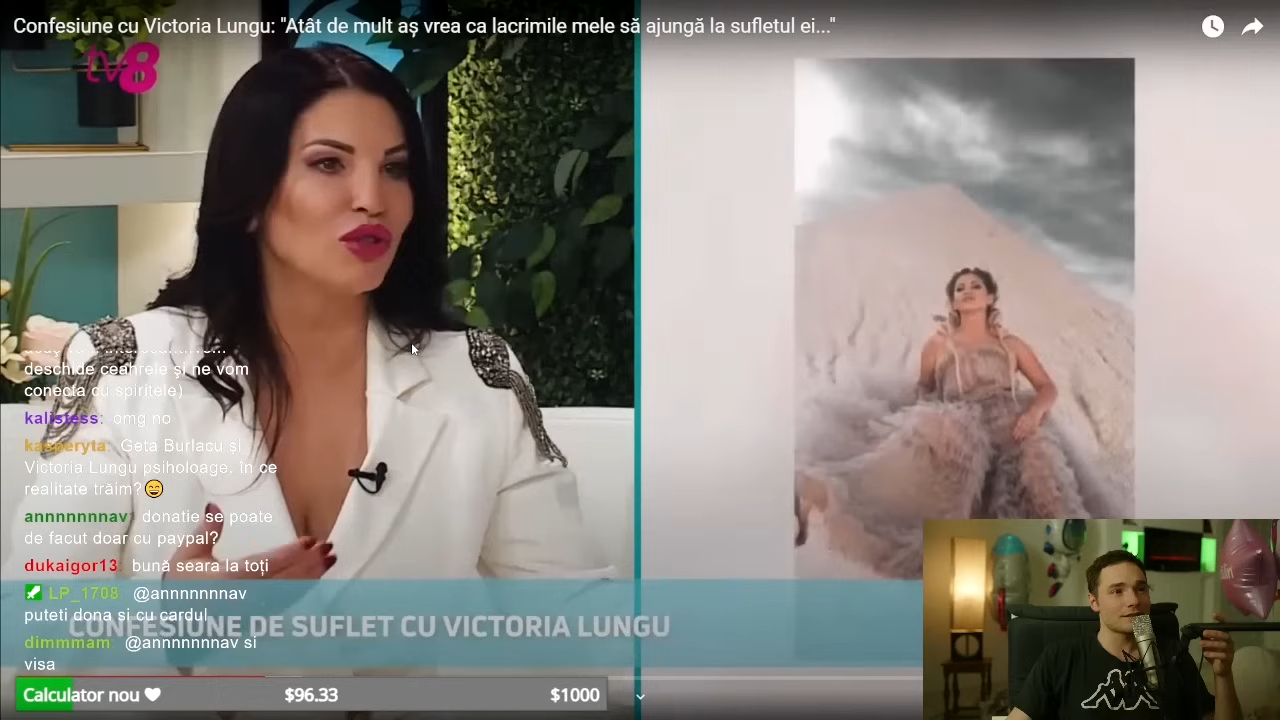 Confesiune cu Victoria Lungu: "Atât de mult aș vrea ca lacrimile mele să ajungă la sufletul ei..."
tv8
deschide ceahrele și ne vom
conecta cu spiritele)
kalistess: omg no
kasperyta: Geta Burlacu și
Victoria Lungu psiholoage. În ce
realitate trăim?😄
annnnnnnav: donatie se poate
de facut doar cu paypal?
dukaigor13: bună seara la toți
LP_1708: @annnnnnnav
puteti dona si cu cardul
dimmmam: @annnnnnnav si
visa
CONFESIUNE DE SUFLET CU VICTORIA LUNGU
Calculator nou ❤ $96.33 $1000